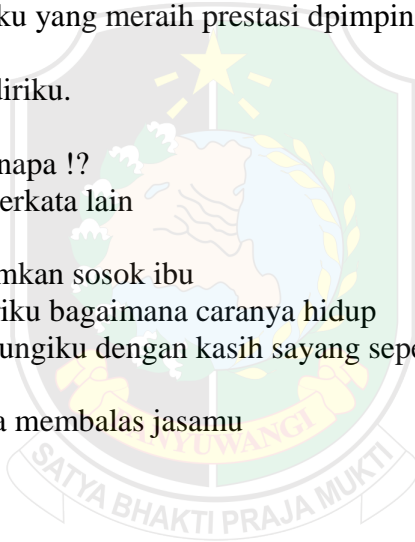 ku yang meraih prestasi dpimpin
diriku.
napa !?
erkata lain
mkan sosok ibu
riku bagaimana caranya hidup
ungiku dengan kasih sayang sepe
a membalas jasamu
BANYUWANGI
SATYA BHAKTI PRAJA MUKTI